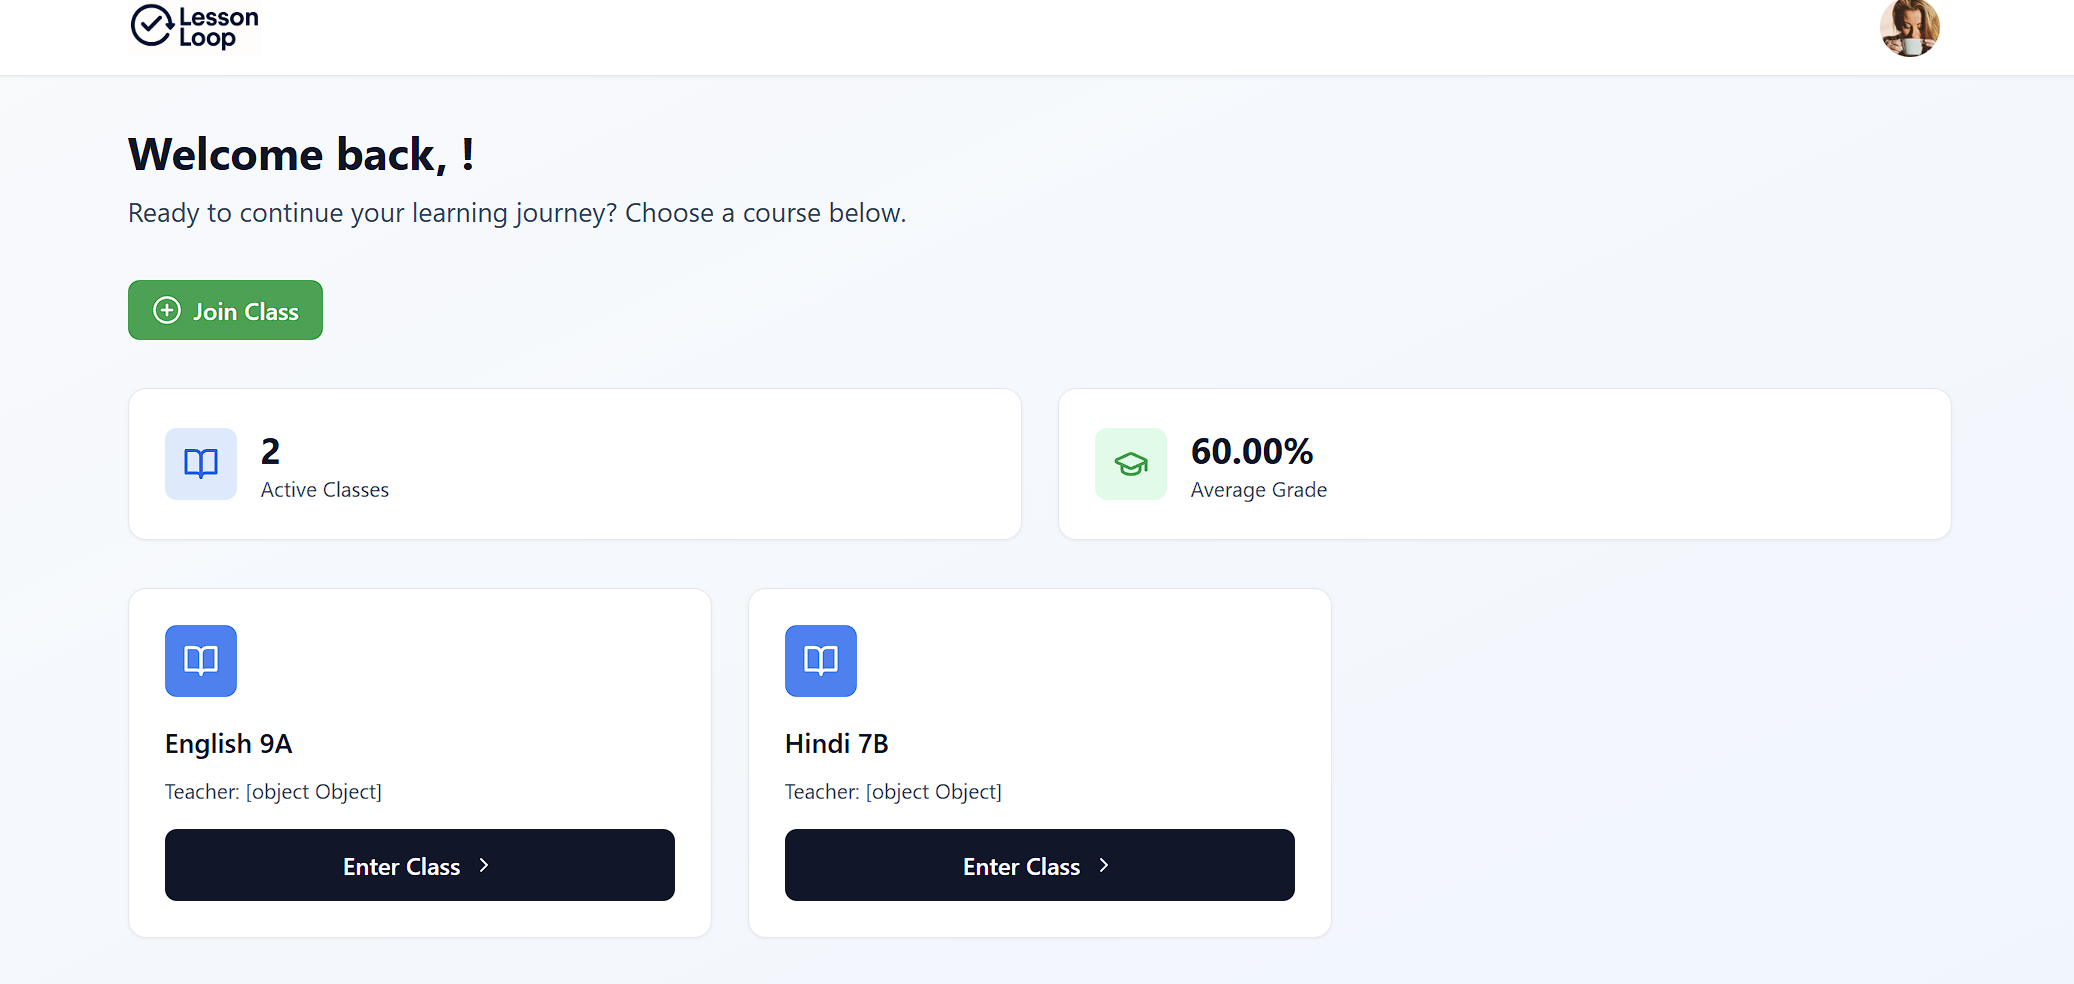 Lesson
Loop
Welcome back, !
Ready to continue your learning journey? Choose a course below.
Join Class
2
Active Classes
60.00%
Average Grade
English 9A
Teacher: [object Object]
Enter Class
Hindi 7B
Teacher: [object Object]
Enter Class